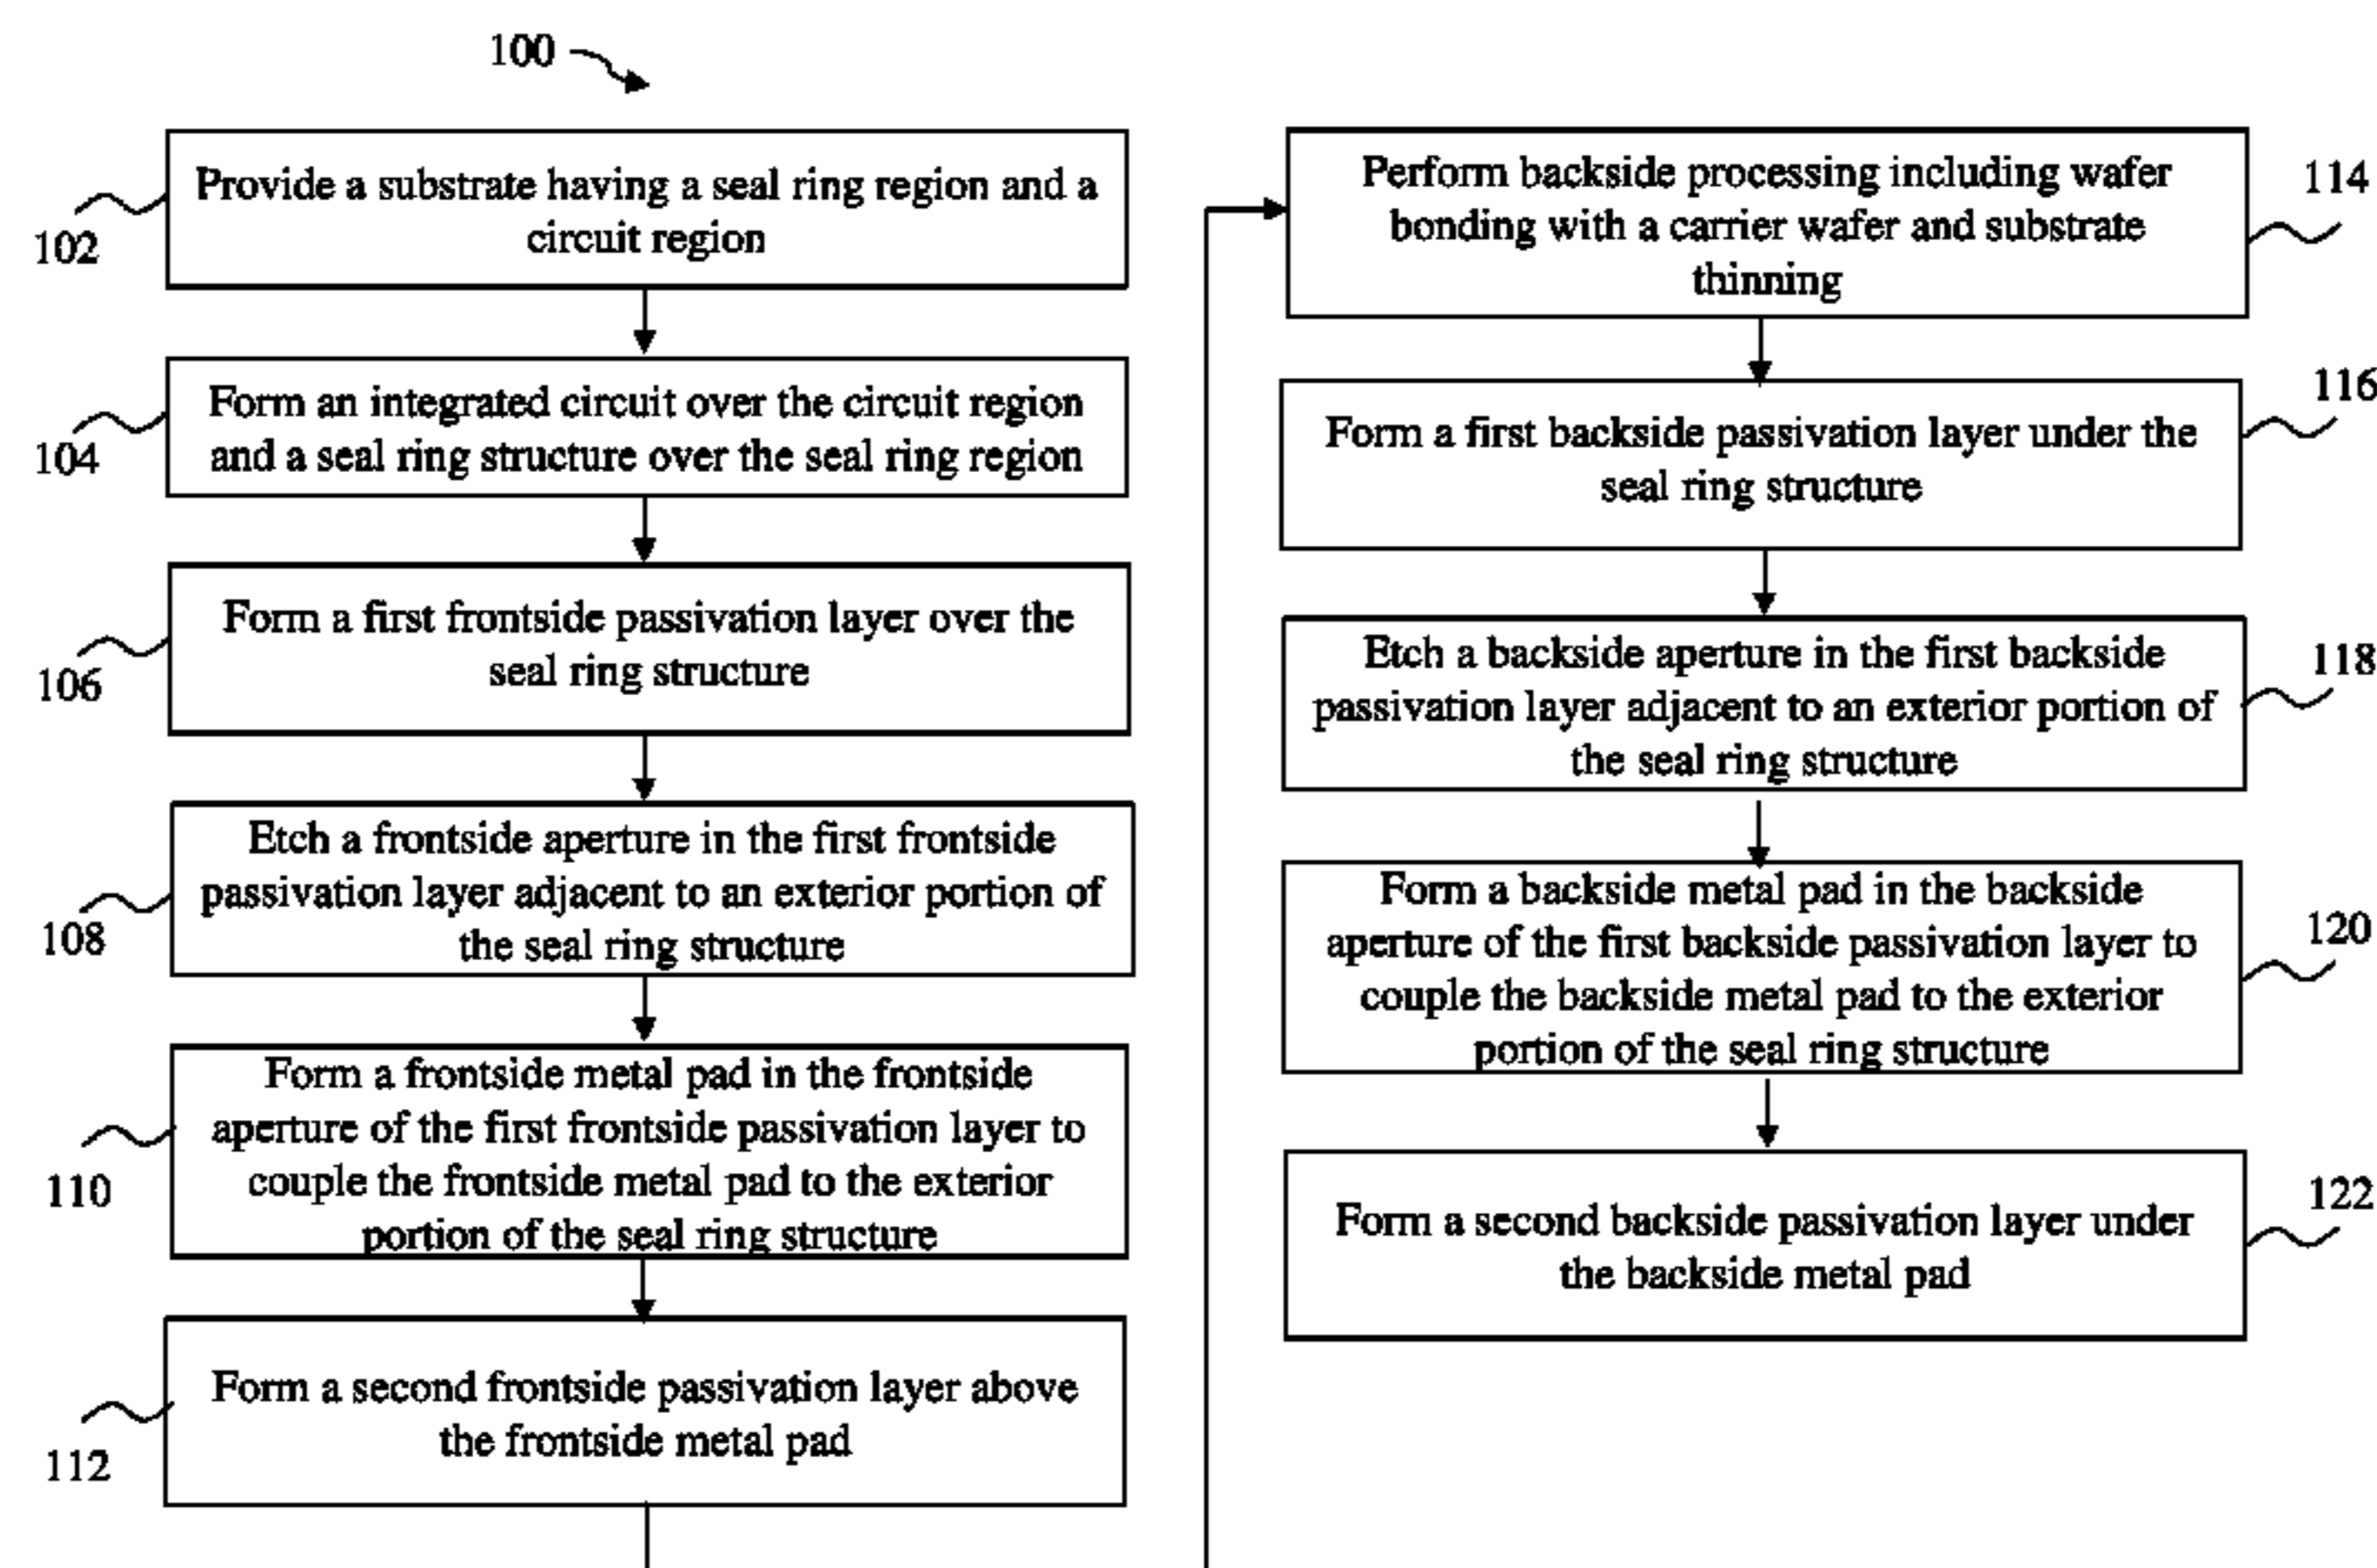 100
Provide a substrate having a seal ring region and a
circuit region
102
Form an integrated circuit over the circuit region
and a seal ring structure over the seal ring region
104
Form a first frontside passivation layer over the
seal ring structure
106
Etch a frontside aperture in the first frontside
passivation layer adjacent to an exterior portion of
the seal ring structure
108
Form a frontside metal pad in the frontside
aperture of the first frontside passivation layer to
couple the frontside metal pad to the exterior
portion of the seal ring structure
110
Form a second frontside passivation layer above
the frontside metal pad
112
Perform backside processing including wafer
bonding with a carrier wafer and substrate
thinning
114
Form a first backside passivation layer under the
seal ring structure
116
Etch a backside aperture in the first backside
passivation layer adjacent to an exterior portion of
the seal ring structure
118
Form a backside metal pad in the backside
aperture of the first backside passivation layer to
couple the backside metal pad to the exterior
portion of the seal ring structure
120
Form a second backside passivation layer under
the backside metal pad
122